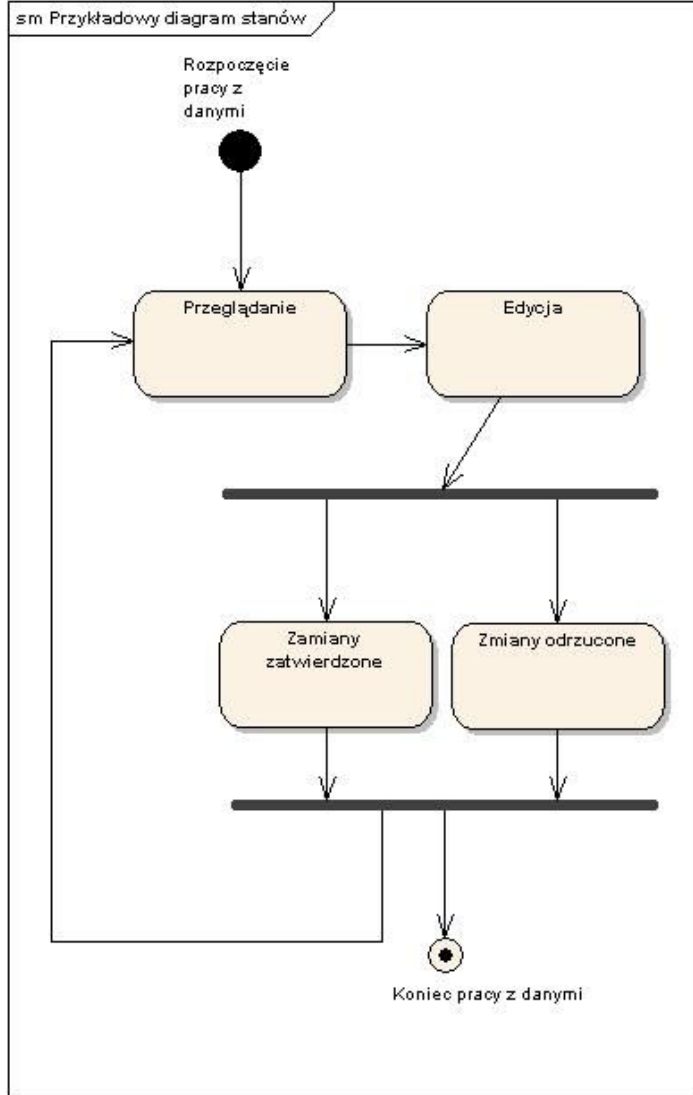 sm Przykładowy diagram stanów
Rozpoczęcie
pracy z
danymi
Przeglądanie
Edycja
Zamiany
zatwierdzone
Zmiany odrzucone
Koniec pracy z danymi